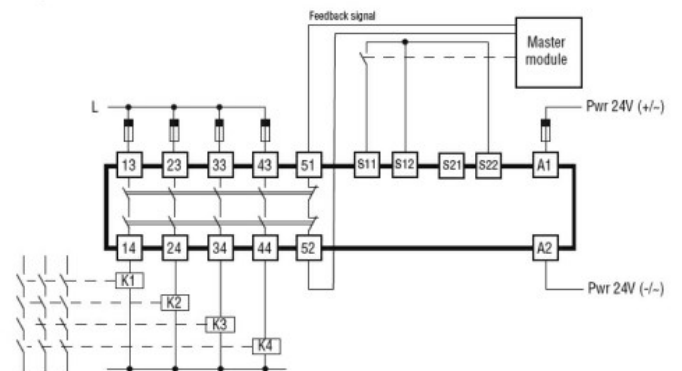 Feedback signal
Master
module
L
Pwr 24V (+/~)
13 23 33 43 51 S11 S12 S21 S22 A1
14 24 34 44 52 A2
K1
K2
Pwr 24V (-/~)
K3
K4